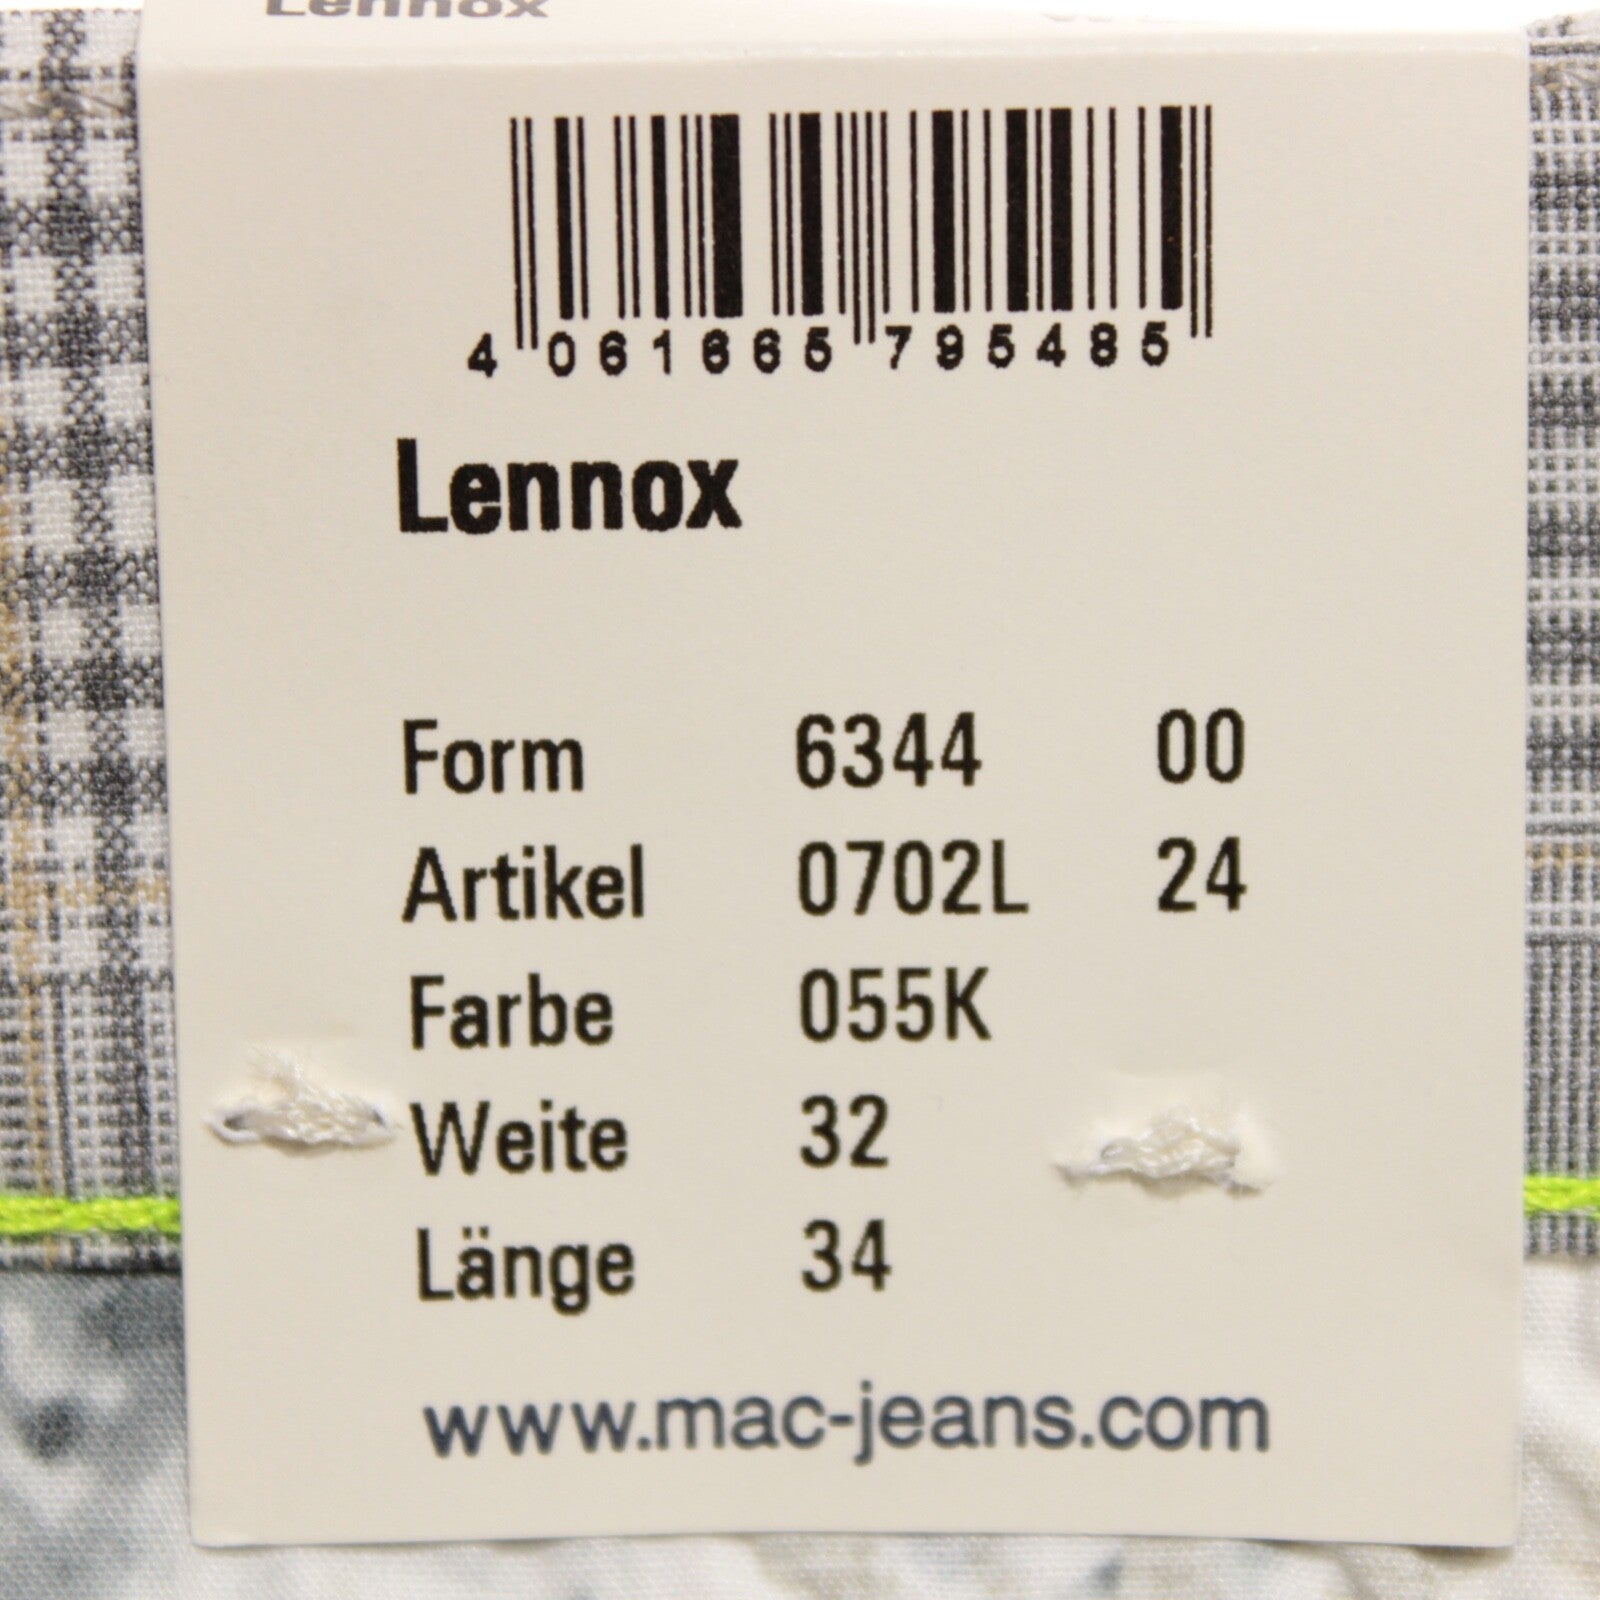 Lennox
4 061665 795485
Lennox
Form 6344 00
Artikel 0702L 24
Farbe 055K
Weite 32
Länge 34
www.mac-jeans.com